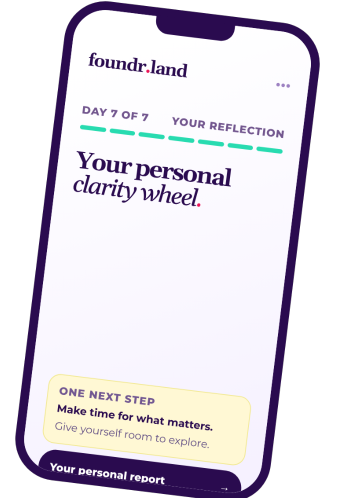 foundr.land
DAY 7 OF 7 YOUR REFLECTION
Your personal
clarity wheel.
ONE NEXT STEP
Make time for what matters.
Give yourself room to explore.
Your personal report →